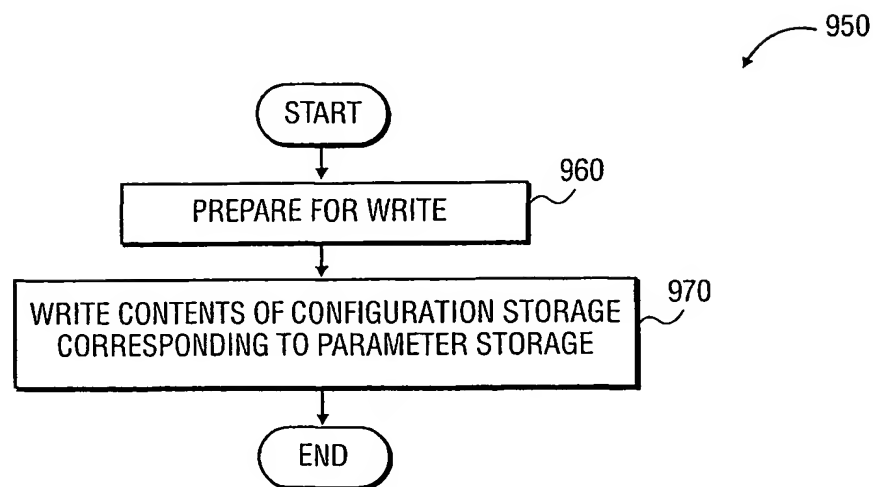 950
START
960
PREPARE FOR WRITE
970
WRITE CONTENTS OF CONFIGURATION STORAGE
CORRESPONDING TO PARAMETER STORAGE
END